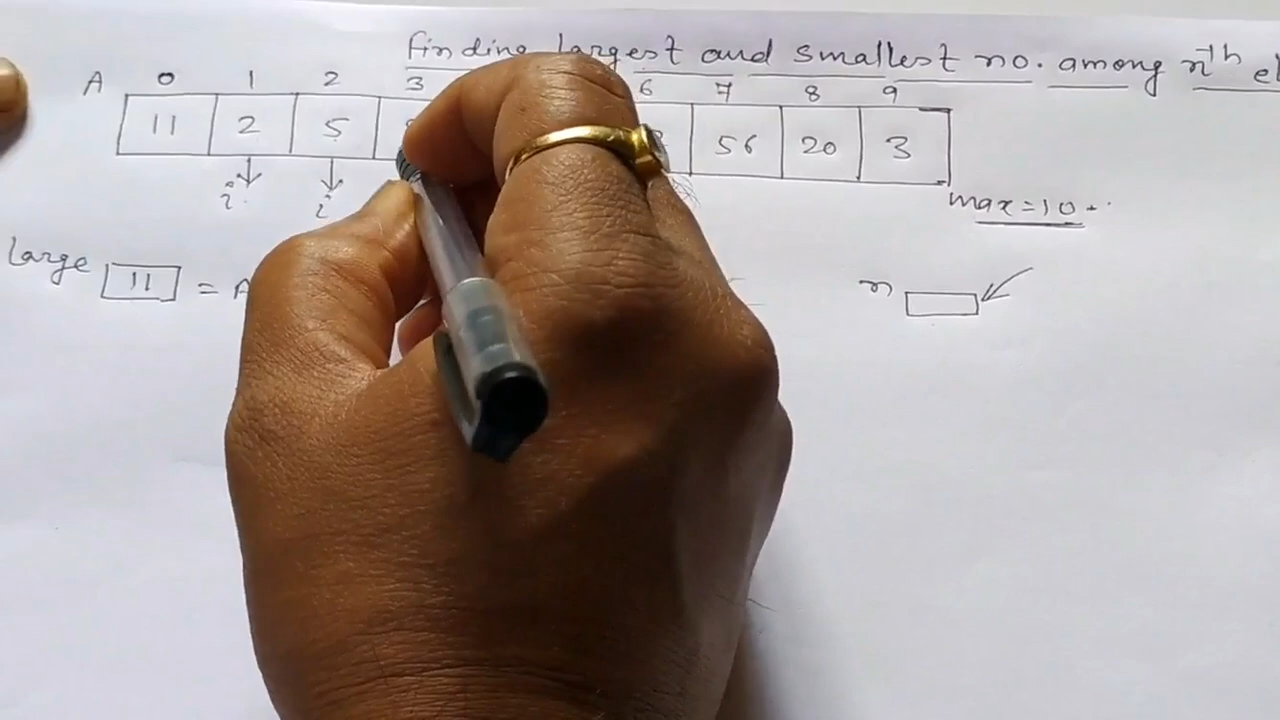 Finding largest and smallest no. among nth
A 0 1 2 3 6 7 8 9
11 2 5 56 20 3
i i
max=10
large 11 = A
n